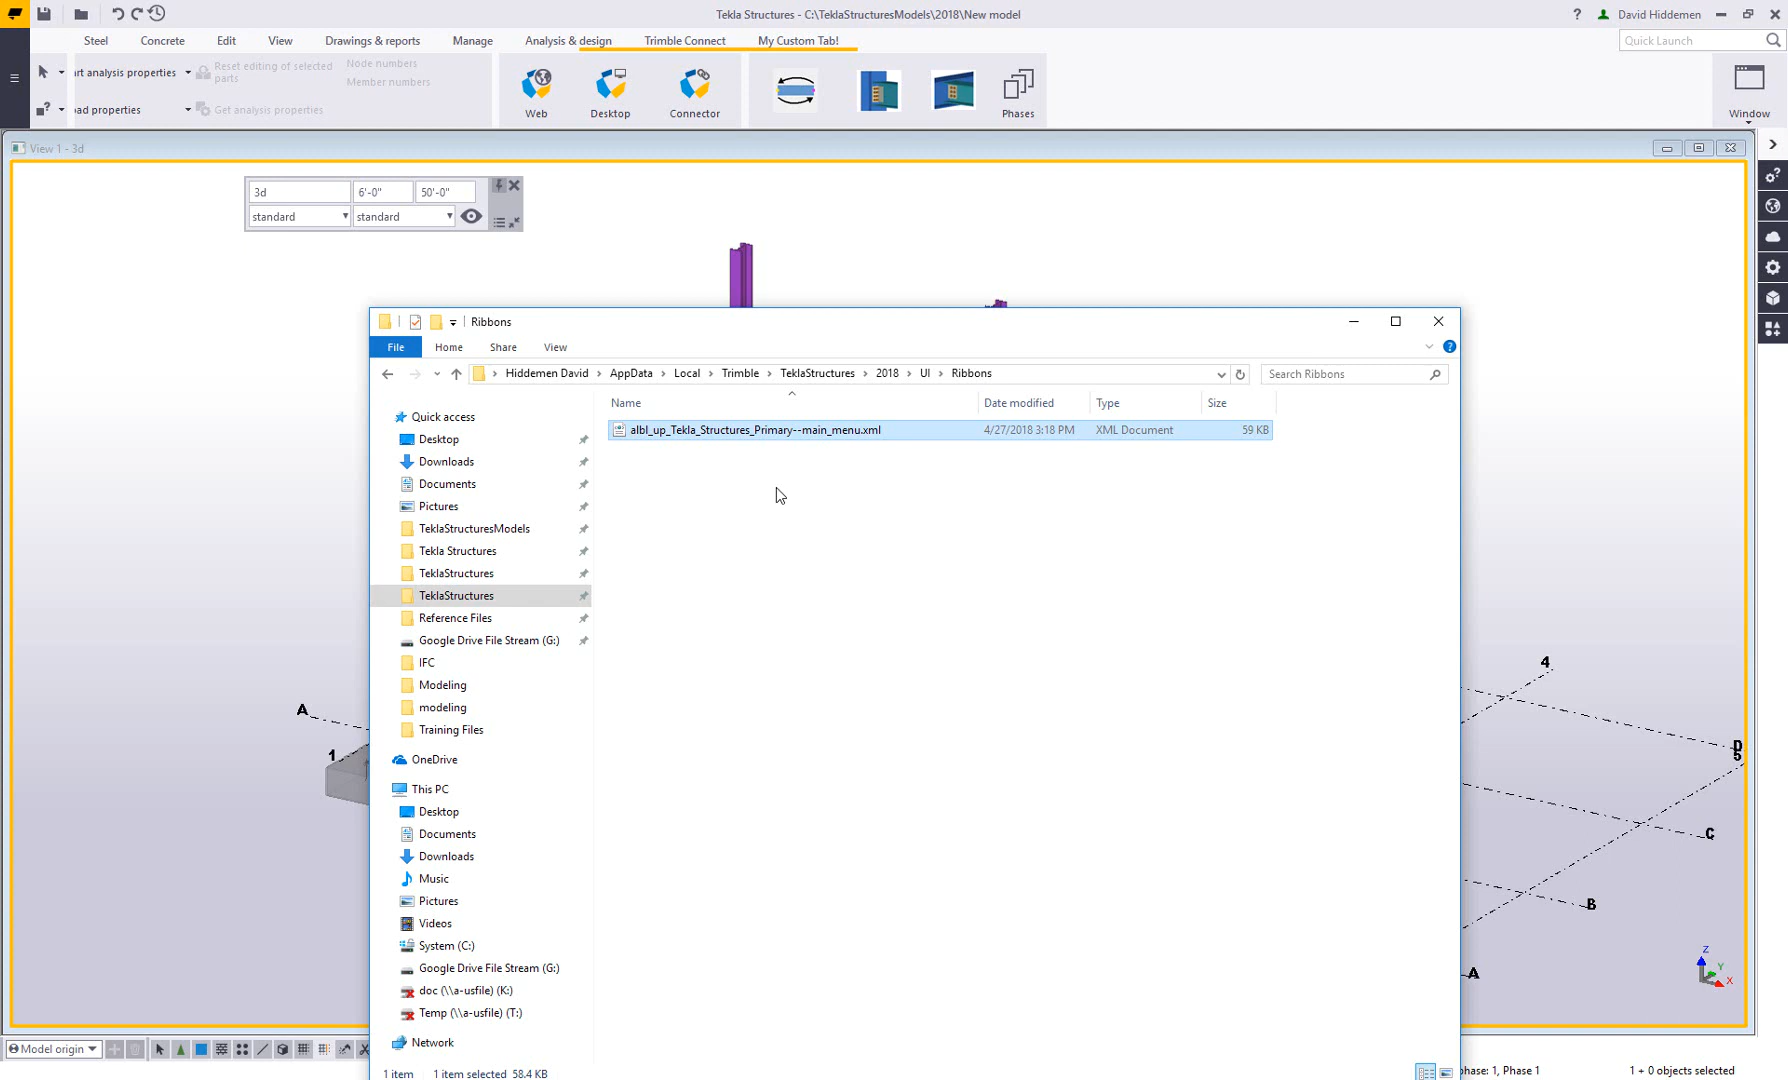 Tekla Structures - C:\TeklaStructuresModels\2018\New model
? David Hiddemen
Steel Concrete Edit View Drawings & reports Manage Analysis & design Trimble Connect My Custom Tab!
Quick Launch
rt analysis properties
Reset editing of selected parts
Node numbers
Member numbers
ad properties
Get analysis properties
Web Desktop Connector Phases Window
View 1 - 3d
3d 6'-0" 50'-0"
standard standard
Ribbons
File Home Share View
Hiddemen David > AppData > Local > Trimble > TeklaStructures > 2018 > UI > Ribbons
Search Ribbons
Name Date modified Type Size
albl_up_Tekla_Structures_Primary--main_menu.xml 4/27/2018 3:18 PM XML Document 59 KB
Quick access
Desktop
Downloads
Documents
Pictures
TeklaStructuresModels
Tekla Structures
TeklaStructures
TeklaStructures
Reference Files
Google Drive File Stream (G:)
IFC
Modeling
modeling
Training Files
OneDrive
This PC
Desktop
Documents
Downloads
Music
Pictures
Videos
System (C:)
Google Drive File Stream (G:)
doc (\\a-usfile) (K:)
Temp (\\a-usfile) (T:)
Network
1 item 1 item selected 58.4 KB
A
1
4
D
5
C
B
A
Z
Y
X
Model origin
phase: 1, Phase 1
1 + 0 objects selected